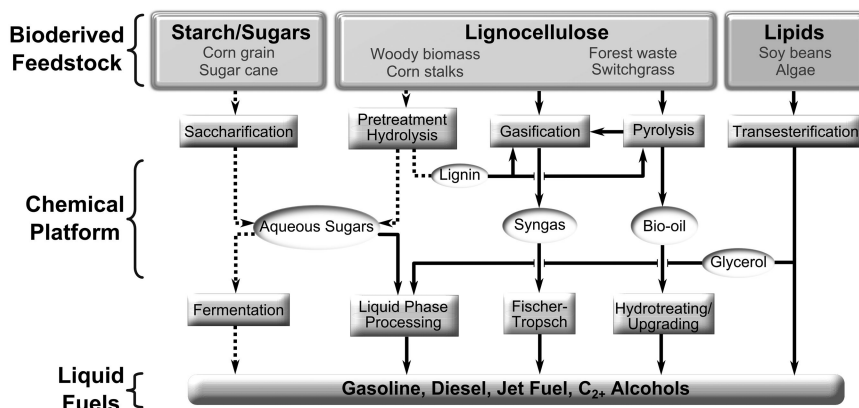 Bioderived
Feedstock
Starch/Sugars
Corn grain
Sugar cane
Lignocellulose
Woody biomass
Corn stalks
Forest waste
Switchgrass
Lipids
Soy beans
Algae
Saccharification
Pretreatment
Hydrolysis
Gasification
Pyrolysis
Transesterification
Lignin
Chemical
Platform
Aqueous Sugars
Syngas
Bio-oil
Glycerol
Fermentation
Liquid Phase
Processing
Fischer-
Tropsch
Hydrotreating/
Upgrading
Liquid
Fuels
Gasoline, Diesel, Jet Fuel, C₂₊ Alcohols